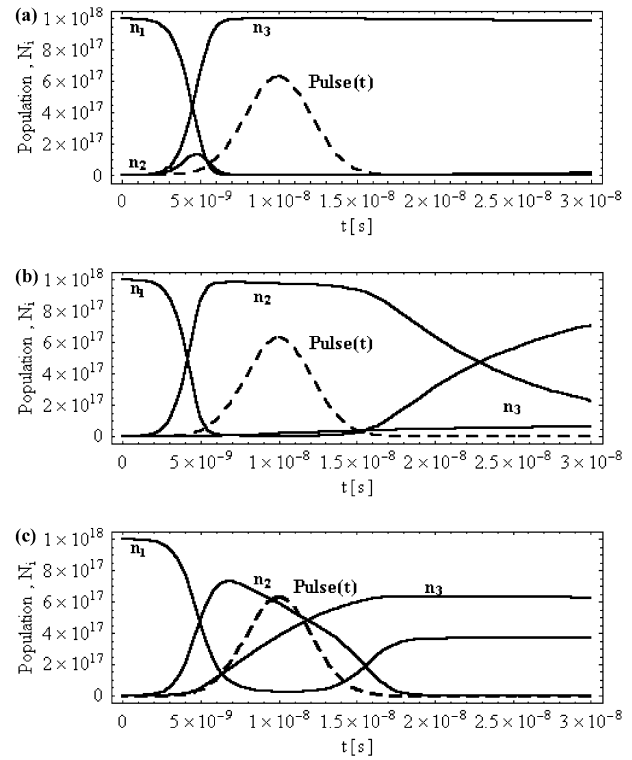 (a)
Population , Nᵢ
1×10¹⁸
8×10¹⁷
6×10¹⁷
4×10¹⁷
2×10¹⁷
0
n₁
n₃
Pulse(t)
n₂
0 5×10⁻⁹ 1×10⁻⁸ 1.5×10⁻⁸ 2×10⁻⁸ 2.5×10⁻⁸ 3×10⁻⁸
t[s]
(b)
Population , Nᵢ
1×10¹⁸
8×10¹⁷
6×10¹⁷
4×10¹⁷
2×10¹⁷
0
n₁
n₂
Pulse(t)
n₃
0 5×10⁻⁹ 1×10⁻⁸ 1.5×10⁻⁸ 2×10⁻⁸ 2.5×10⁻⁸ 3×10⁻⁸
t[s]
(c)
Population , Nᵢ
1×10¹⁸
8×10¹⁷
6×10¹⁷
4×10¹⁷
2×10¹⁷
0
n₁
n₂
Pulse(t)
n₃
0 5×10⁻⁹ 1×10⁻⁸ 1.5×10⁻⁸ 2×10⁻⁸ 2.5×10⁻⁸ 3×10⁻⁸
t[s]